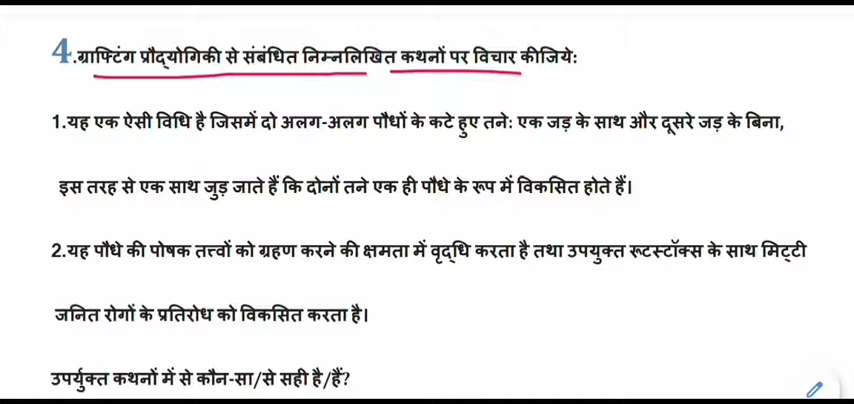 4.ग्राफ्टिंग प्रौद्योगिकी से संबंधित निम्नलिखित कथनों पर विचार कीजिये:
1.यह एक ऐसी विधि है जिसमें दो अलग-अलग पौधों के कटे हुए तने: एक जड़ के साथ और दूसरे जड़ के बिना,
इस तरह से एक साथ जुड़ जाते हैं कि दोनों तने एक ही पौधे के रूप में विकसित होते हैं।
2.यह पौधे की पोषक तत्त्वों को ग्रहण करने की क्षमता में वृद्धि करता है तथा उपयुक्त रूटस्टॉक्स के साथ मिट्टी
जनित रोगों के प्रतिरोध को विकसित करता है।
उपर्युक्त कथनों में से कौन-सा/से सही है/हैं?